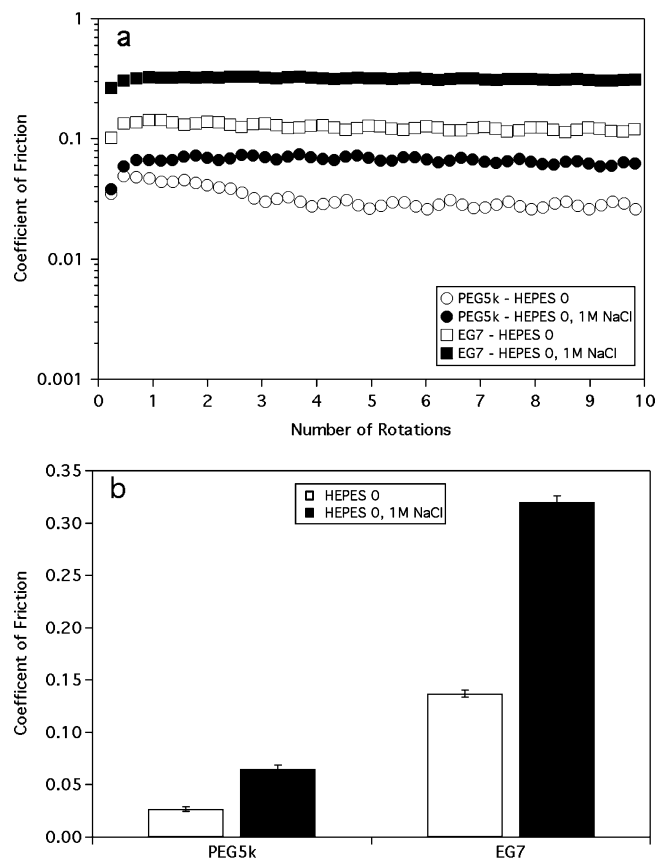 a
1
0.1
0.01
0.001
Coefficient of Friction
PEG5k - HEPES 0
PEG5k - HEPES 0, 1M NaCl
EG7 - HEPES 0
EG7 - HEPES 0, 1M NaCl
0 1 2 3 4 5 6 7 8 9 10
Number of Rotations
b
0.35
0.30
0.25
0.20
0.15
0.10
0.05
0.00
Coefficent of Friction
HEPES 0
HEPES 0, 1M NaCl
PEG5k EG7